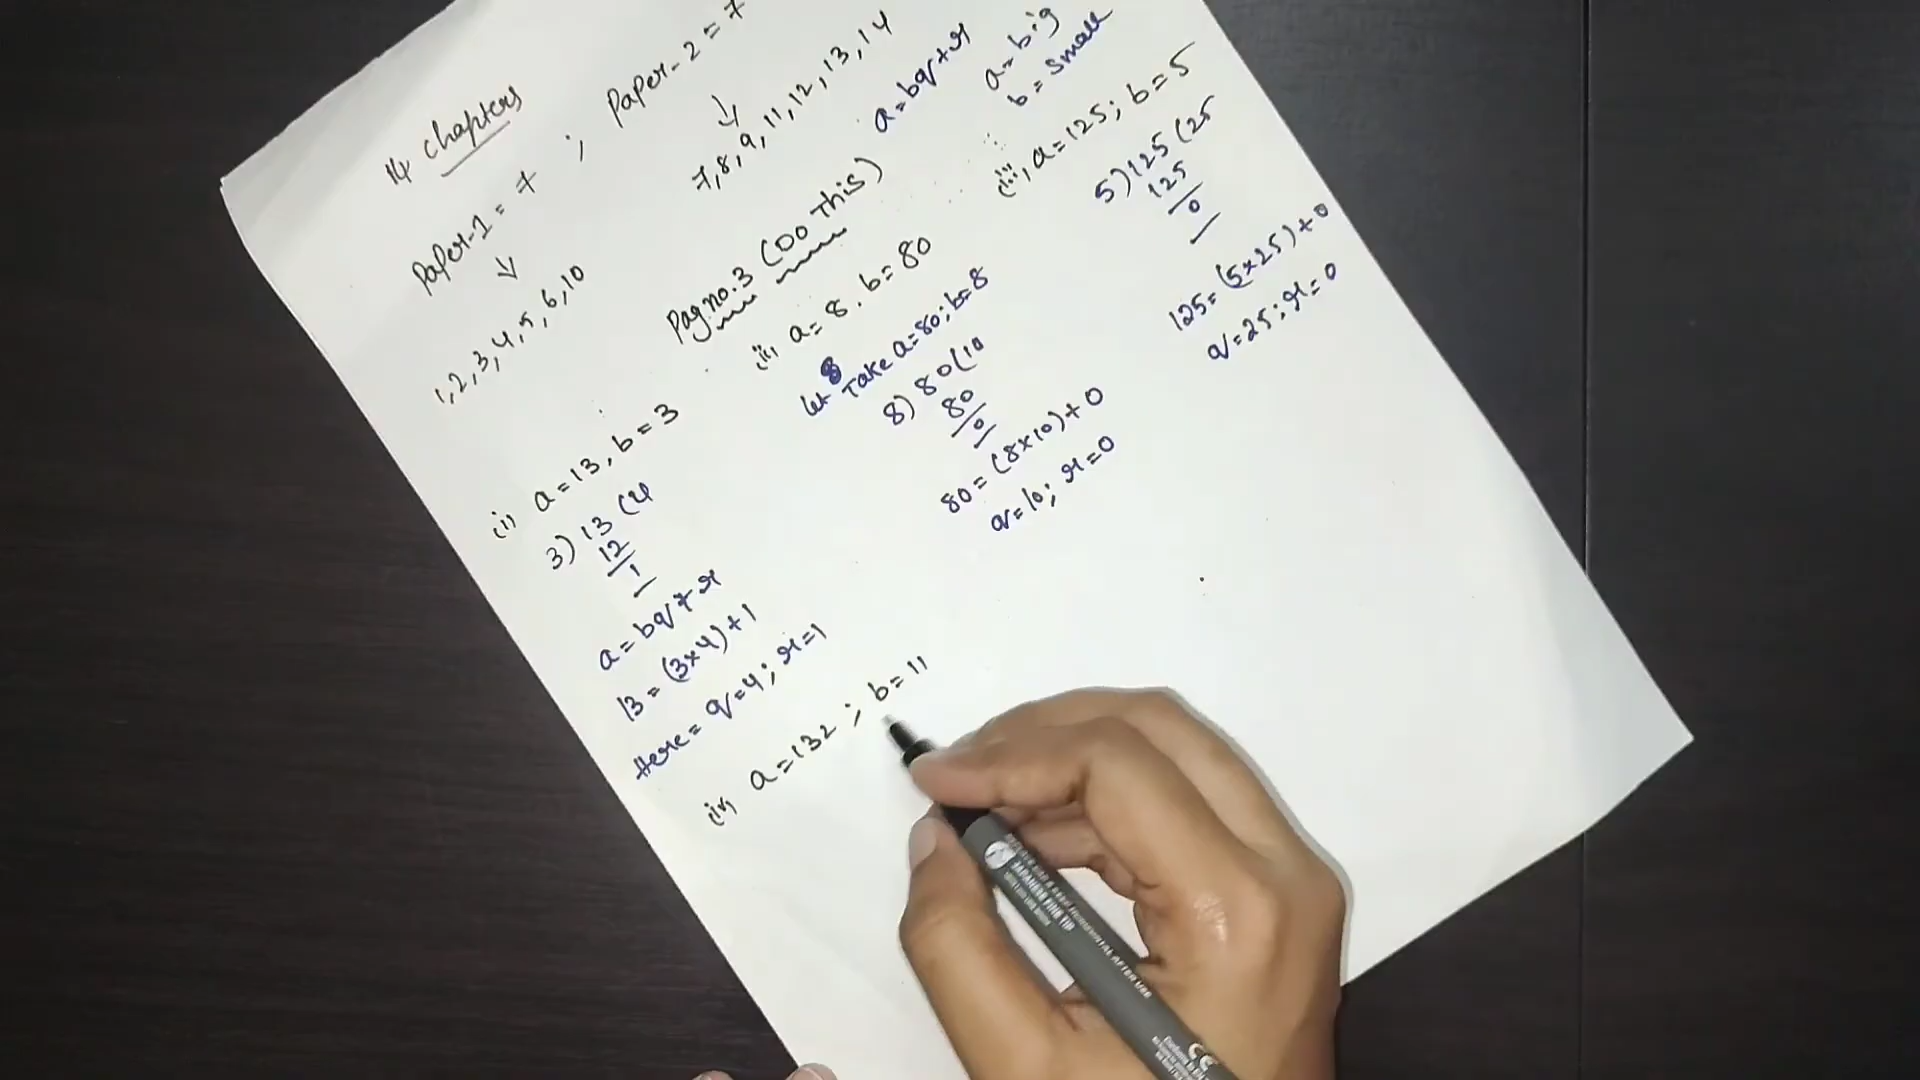 14 chapters
Paper-1 = 7 ; Paper-2 = 7
1,2,3,4,5,6,10
7,8,9,11,12,13,14
a=bq+r
a=big
b=small
Pag.no.3 (Do This)
(i) a=13, b=3
3) 13 (4
12
1
a=bq+r
13=(3×4)+1
Here= q=4; r=1
(ii) a=8. b=80
let Take a=80; b=8
8) 80 (10
80
0
80=(8×10)+0
q=10; r=0
(iii) a=125; b=5
5) 125 (25
125
0
125=(5×25)+0
q=25; r=0
(iv) a=132 ; b=11
JAPANESE FIBRE TIP
CE